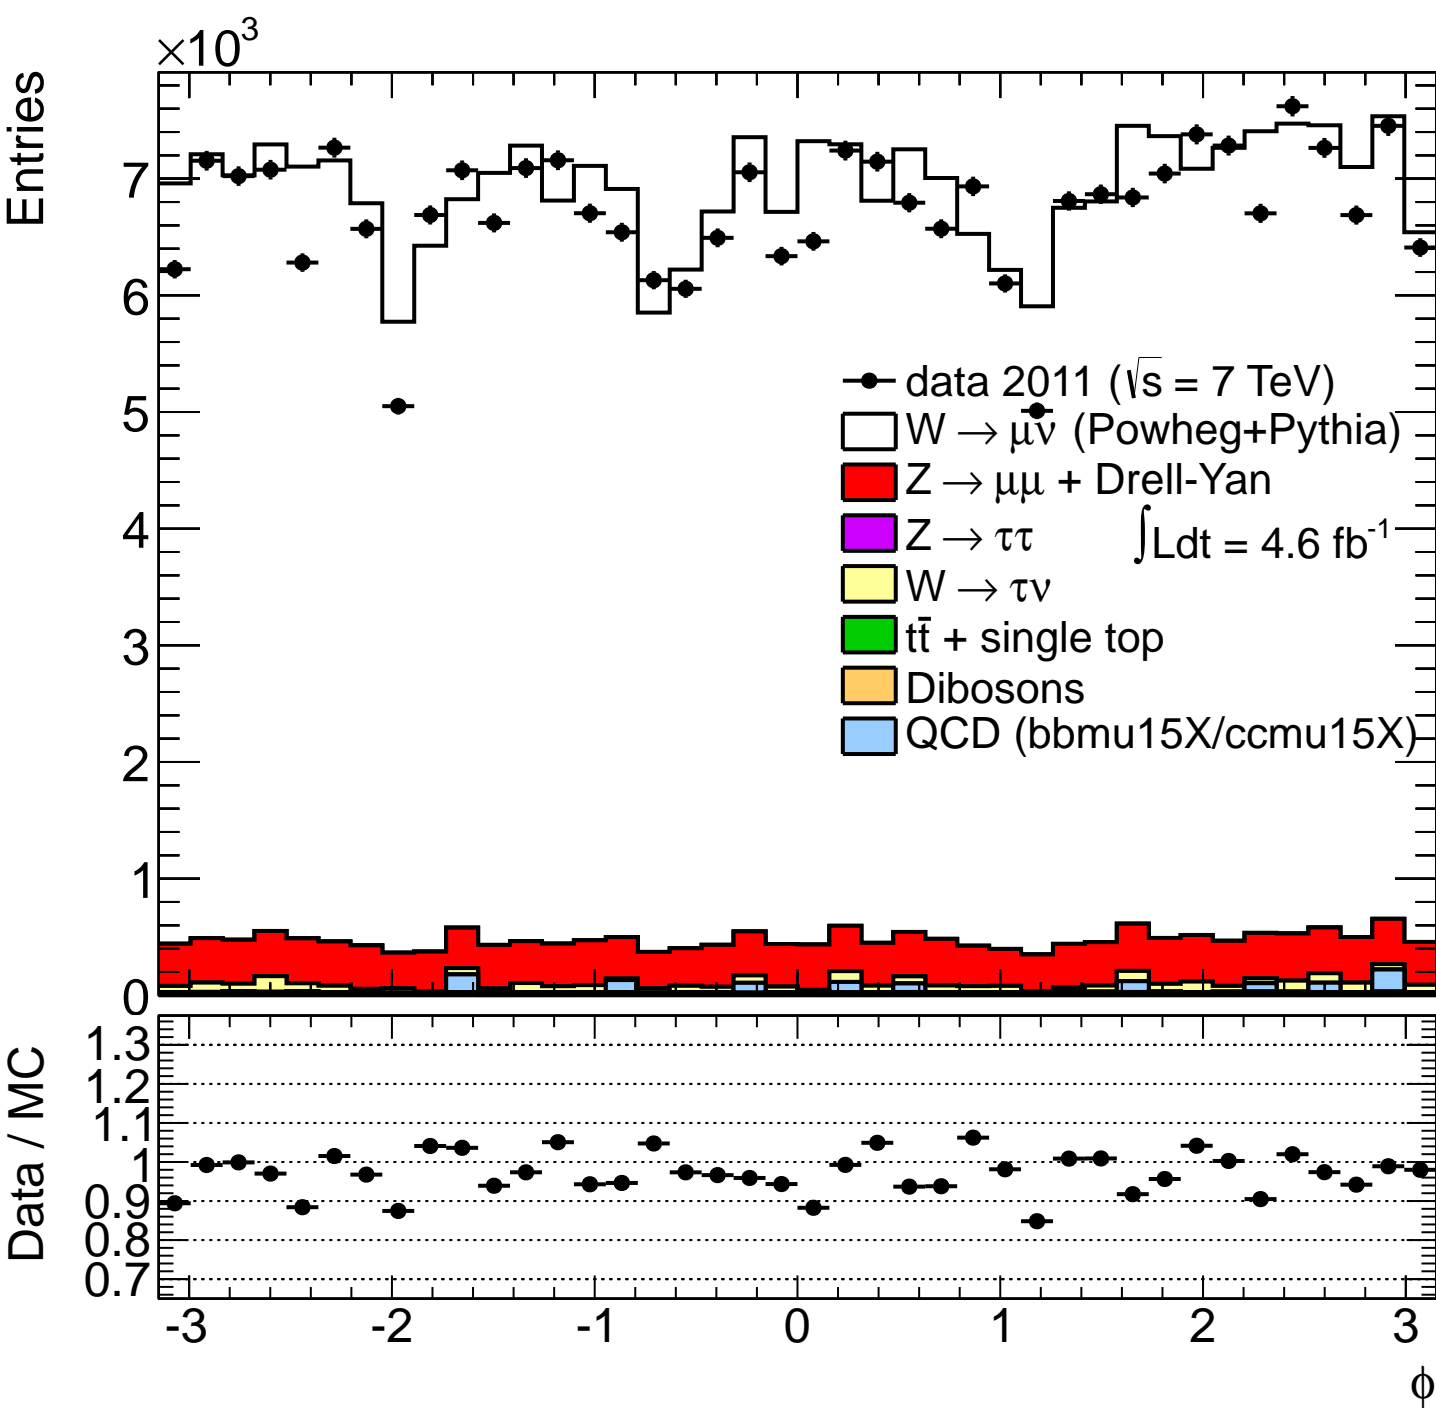 ×10³
Entries
7
6
5
4
3
2
1
0
data 2011 (√s = 7 TeV)
W → μν (Powheg+Pythia)
Z → μμ + Drell-Yan
Z → ττ
∫Ldt = 4.6 fb⁻¹
W → τν
tt̄ + single top
Dibosons
QCD (bbmu15X/ccmu15X)
Data / MC
1.3
1.2
1.1
1
0.9
0.8
0.7
-3 -2 -1 0 1 2 3
ϕ